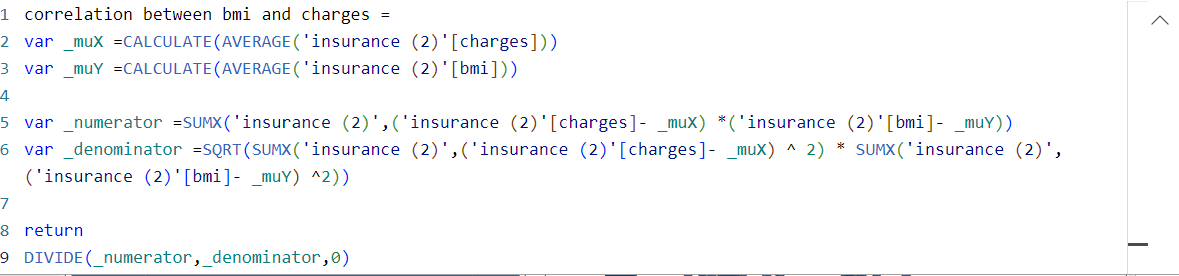 1 correlation between bmi and charges =
2 var _muX =CALCULATE(AVERAGE('insurance (2)'[charges]))
3 var _muY =CALCULATE(AVERAGE('insurance (2)'[bmi]))
4
5 var _numerator =SUMX('insurance (2)',('insurance (2)'[charges]- _muX) *('insurance (2)'[bmi]- _muY))
6 var _denominator =SQRT(SUMX('insurance (2)',('insurance (2)'[charges]- _muX) ^ 2) * SUMX('insurance (2)',
('insurance (2)'[bmi]- _muY) ^2))
7
8 return
9 DIVIDE(_numerator,_denominator,0)